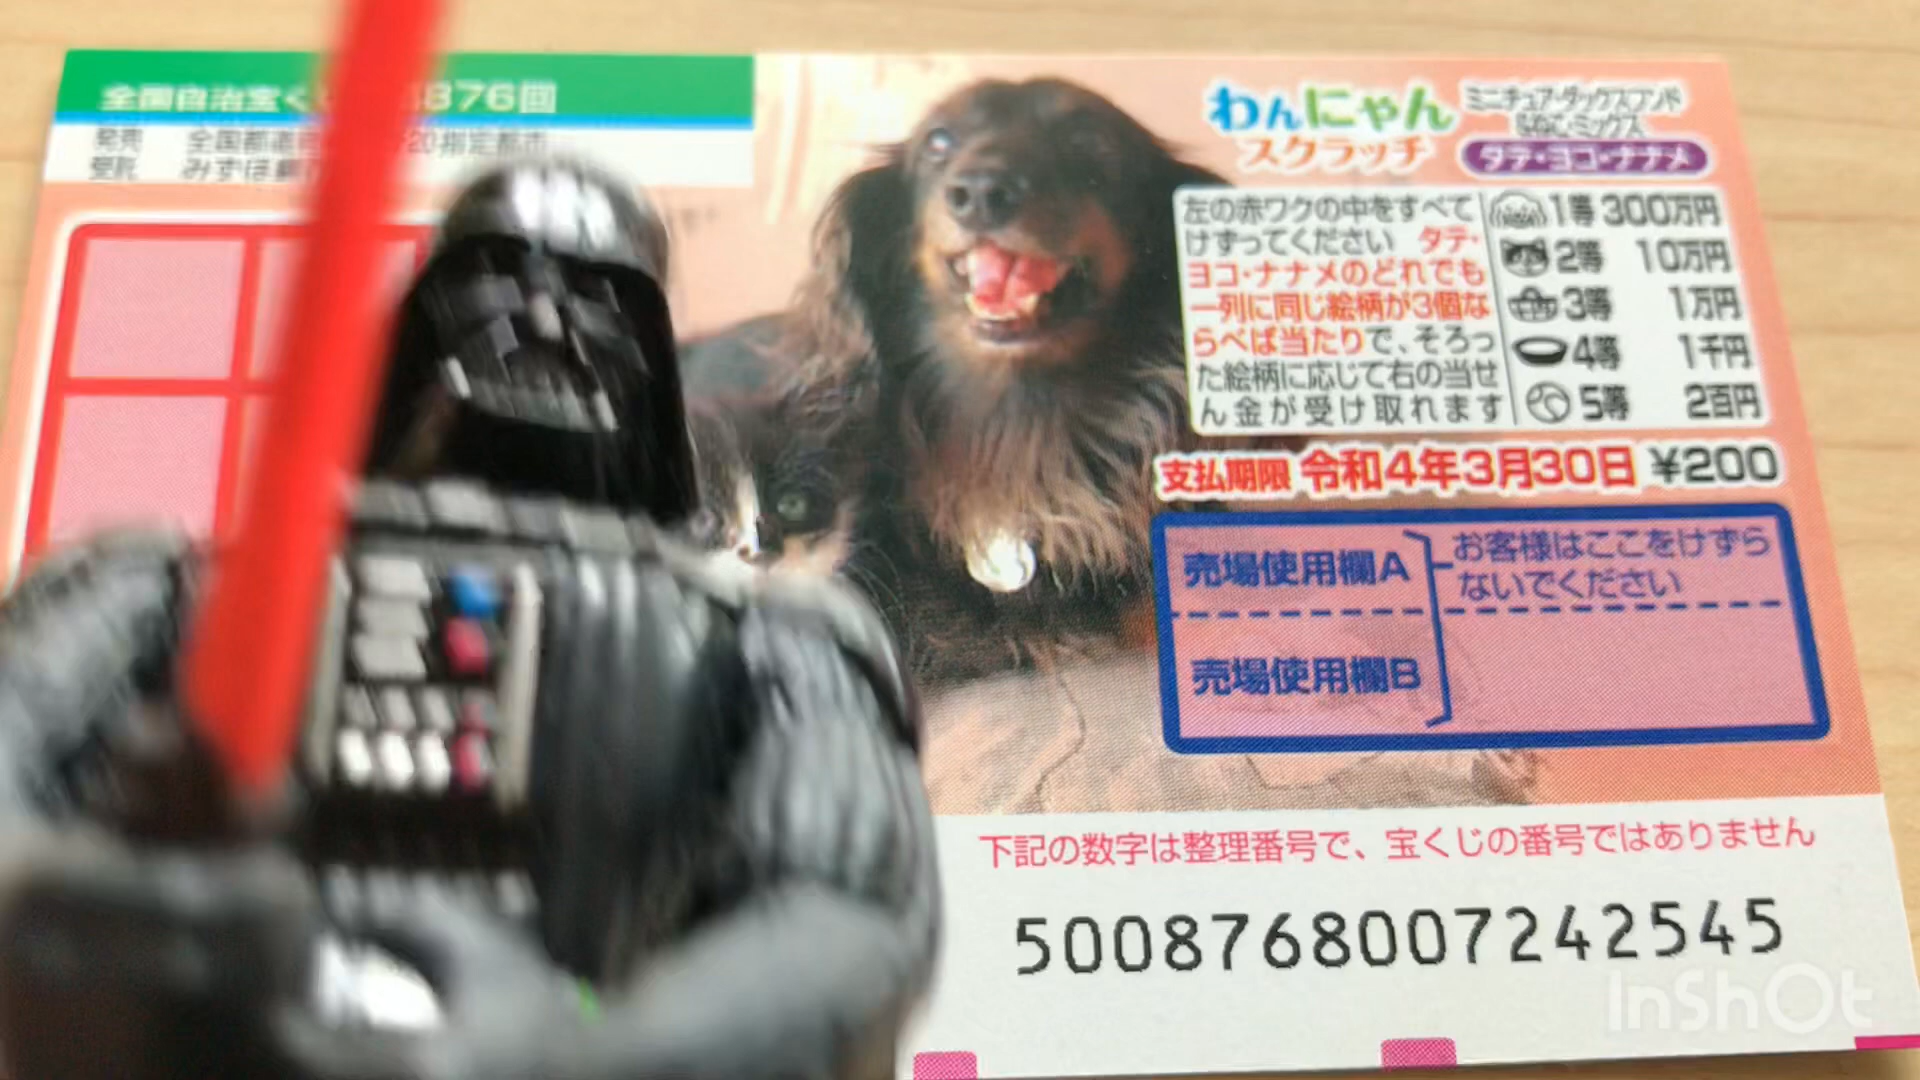 全国自治宝く 876回
発売 全国都道 20指定都市
受託 みずほ銀
わんにゃん
スクラッチ
ミニチュア・ダックスフンド
タテ・ヨコ・ナナメ
左の赤ワクの中をすべて
けずってください タテ・
ヨコ・ナナメのどれでも
一列に同じ絵柄が3個な
らべば当たりで、そろっ
た絵柄に応じて右の当せ
ん金が受け取れます
1等 300万円
2等 10万円
3等 1万円
4等 1千円
5等 2百円
支払期限 令和4年3月30日 ¥200
売場使用欄A
お客様はここをけずら
ないでください
売場使用欄B
下記の数字は整理番号で、宝くじの番号ではありません
5008768007242545
InShOt